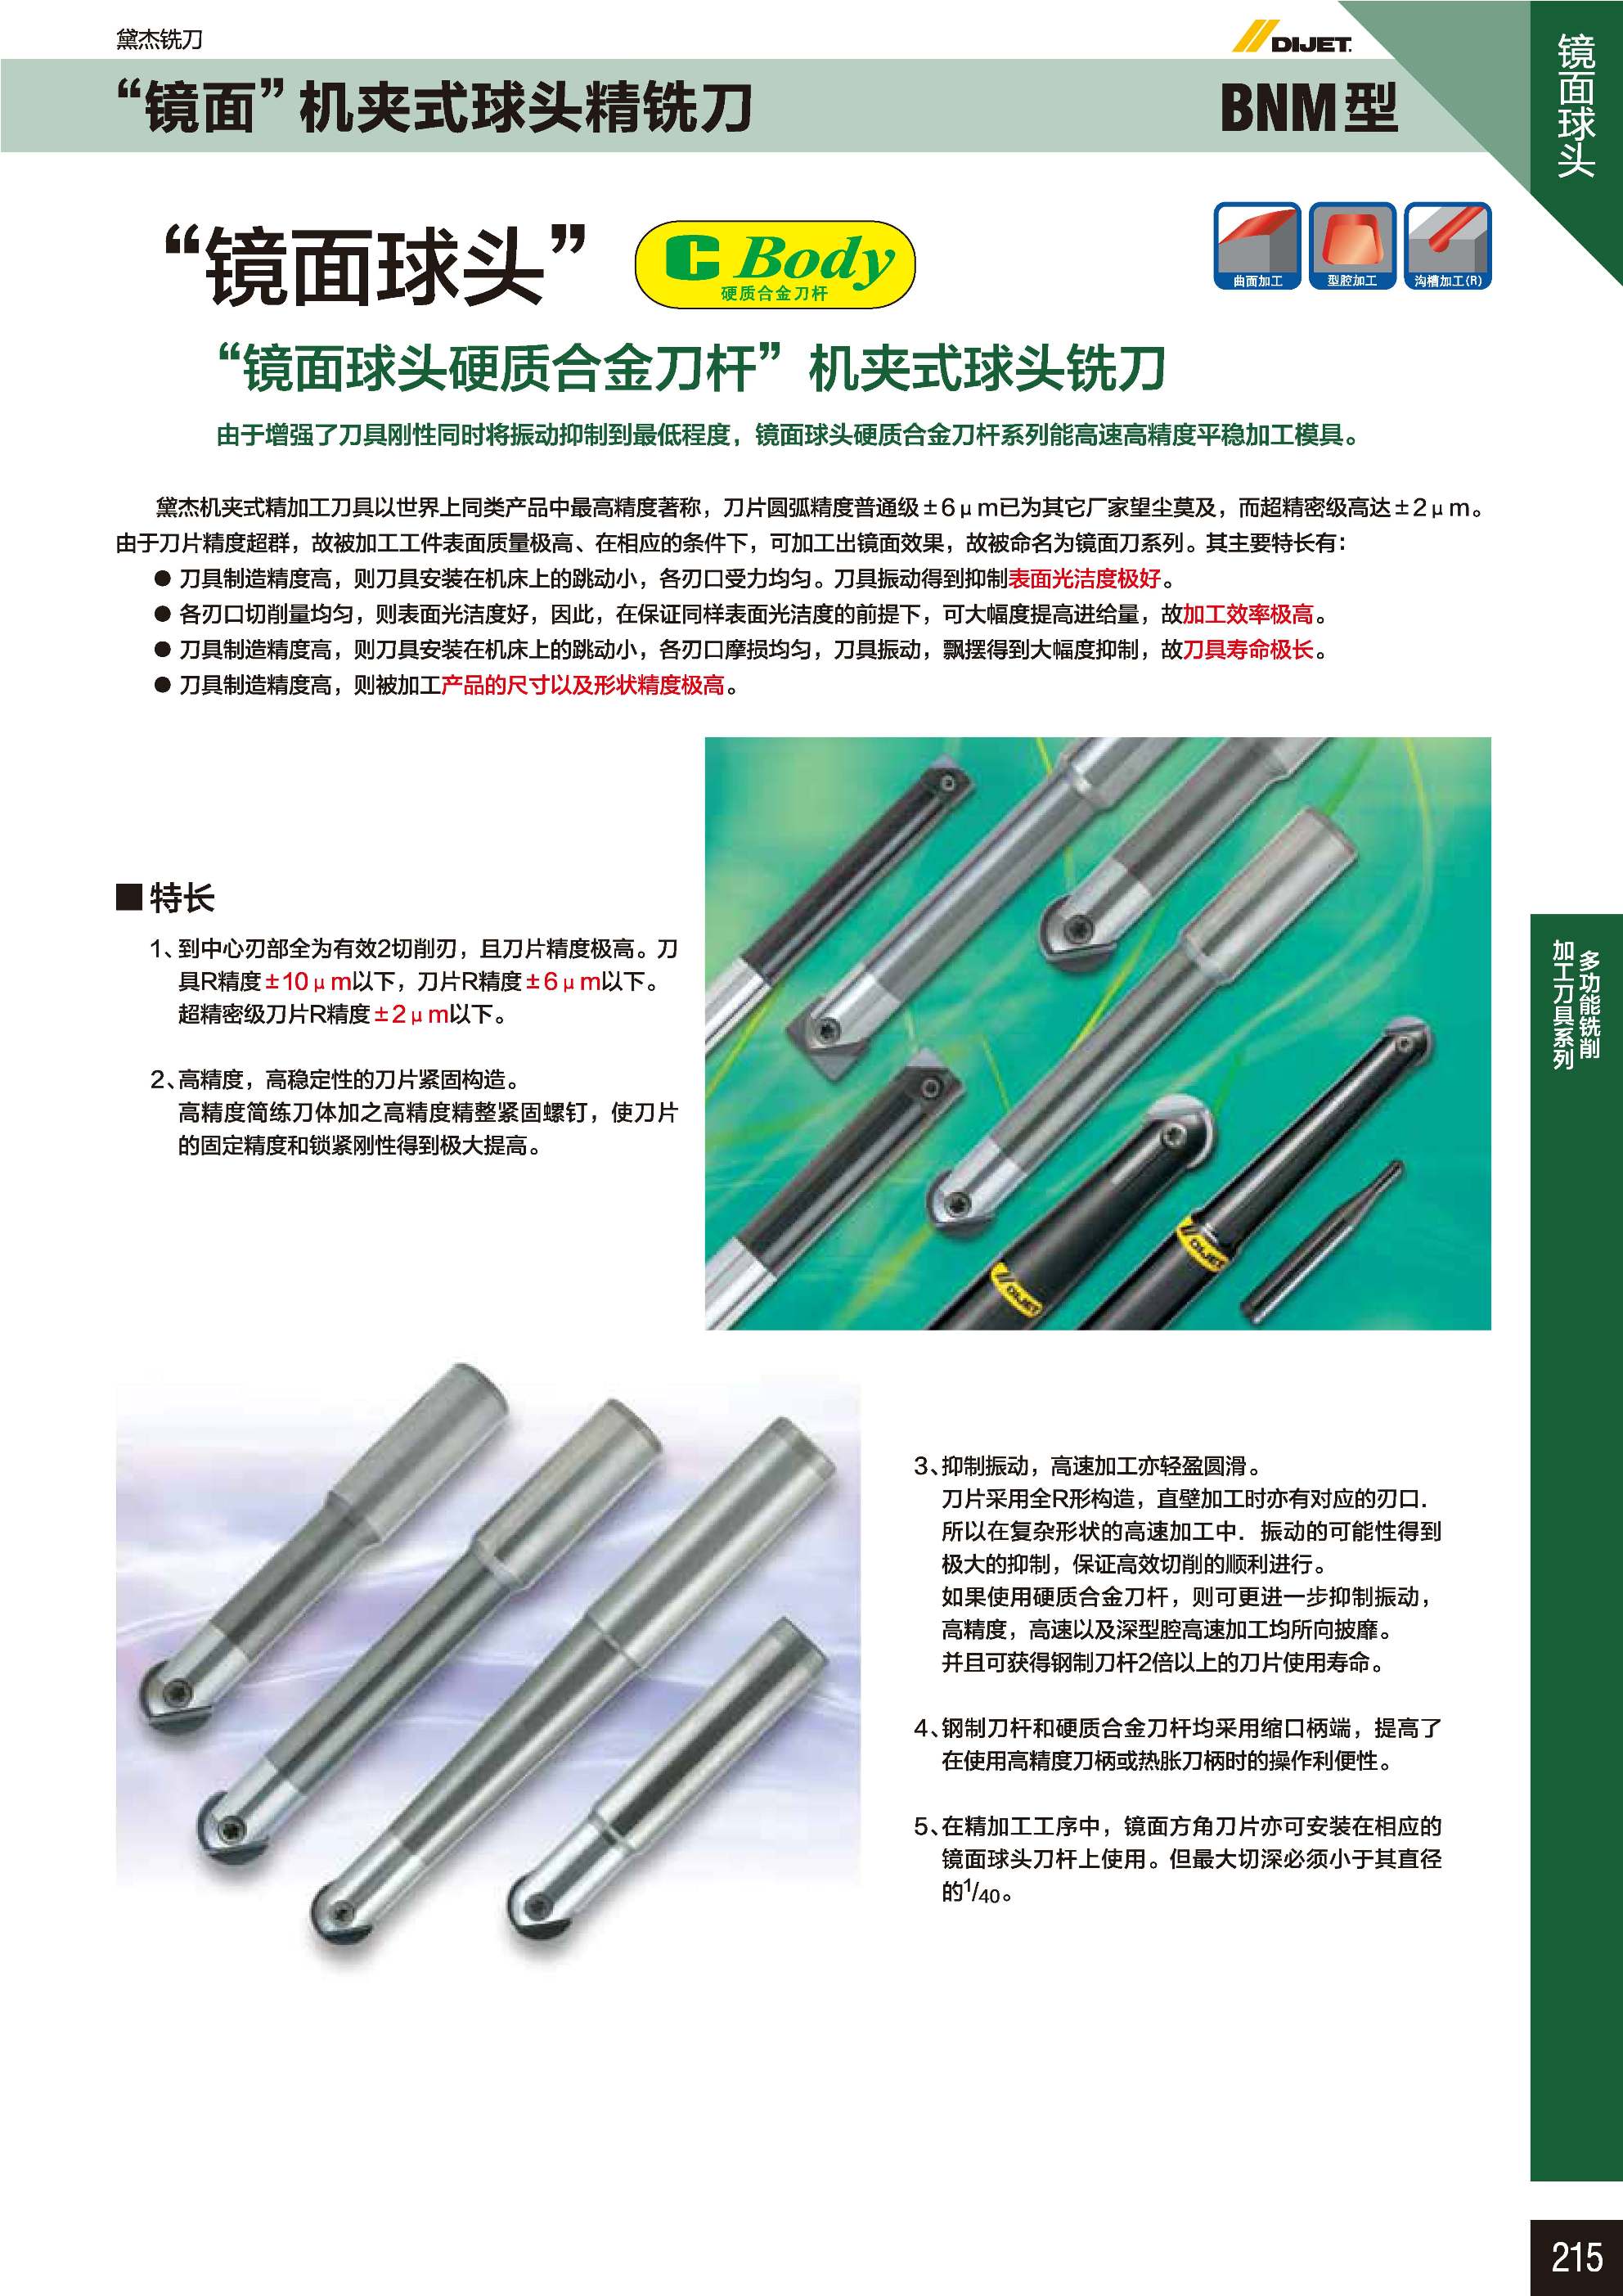 黛杰铣刀
DIJET.
“镜面”机夹式球头精铣刀
BNM型
镜面球头
“镜面球头”
C Body
硬质合金刀杆
曲面加工
型腔加工
沟槽加工(R)
“镜面球头硬质合金刀杆”机夹式球头铣刀
由于增强了刀具刚性同时将振动抑制到最低程度，镜面球头硬质合金刀杆系列能高速高精度平稳加工模具。
黛杰机夹式精加工刀具以世界上同类产品中最高精度著称，刀片圆弧精度普通级±6μm已为其它厂家望尘莫及，而超精密级高达±2μm。
由于刀片精度超群，故被加工工件表面质量极高、在相应的条件下，可加工出镜面效果，故被命名为镜面刀系列。其主要特长有：
● 刀具制造精度高，则刀具安装在机床上的跳动小，各刃口受力均匀。刀具振动得到抑制表面光洁度极好。
● 各刃口切削量均匀，则表面光洁度好，因此，在保证同样表面光洁度的前提下，可大幅度提高进给量，故加工效率极高。
● 刀具制造精度高，则刀具安装在机床上的跳动小，各刃口摩损均匀，刀具振动，飘摆得到大幅度抑制，故刀具寿命极长。
● 刀具制造精度高，则被加工产品的尺寸以及形状精度极高。
■特长
1、到中心刃部全为有效2切削刃，且刀片精度极高。刀
具R精度±10μm以下，刀片R精度±6μm以下。
超精密级刀片R精度±2μm以下。
2、高精度，高稳定性的刀片紧固构造。
高精度简练刀体加之高精度精整紧固螺钉，使刀片
的固定精度和锁紧刚性得到极大提高。
DIJET
DIJET
多功能铣削
加工刀具系列
3、抑制振动，高速加工亦轻盈圆滑。
刀片采用全R形构造，直壁加工时亦有对应的刃口.
所以在复杂形状的高速加工中．振动的可能性得到
极大的抑制，保证高效切削的顺利进行。
如果使用硬质合金刀杆，则可更进一步抑制振动，
高精度，高速以及深型腔高速加工均所向披靡。
并且可获得钢制刀杆2倍以上的刀片使用寿命。
4、钢制刀杆和硬质合金刀杆均采用缩口柄端，提高了
在使用高精度刀柄或热胀刀柄时的操作利便性。
5、在精加工工序中，镜面方角刀片亦可安装在相应的
镜面球头刀杆上使用。但最大切深必须小于其直径
的1/40。
215